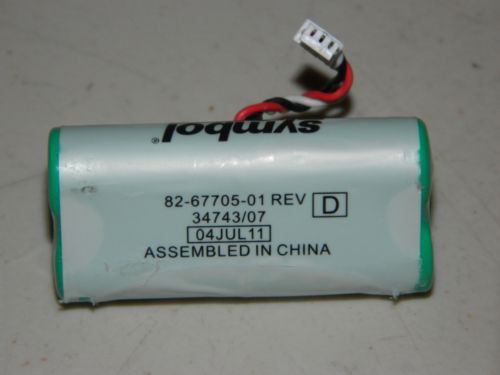 symbol®
82-67705-01 REV D
34743/07
04JUL11
ASSEMBLED IN CHINA